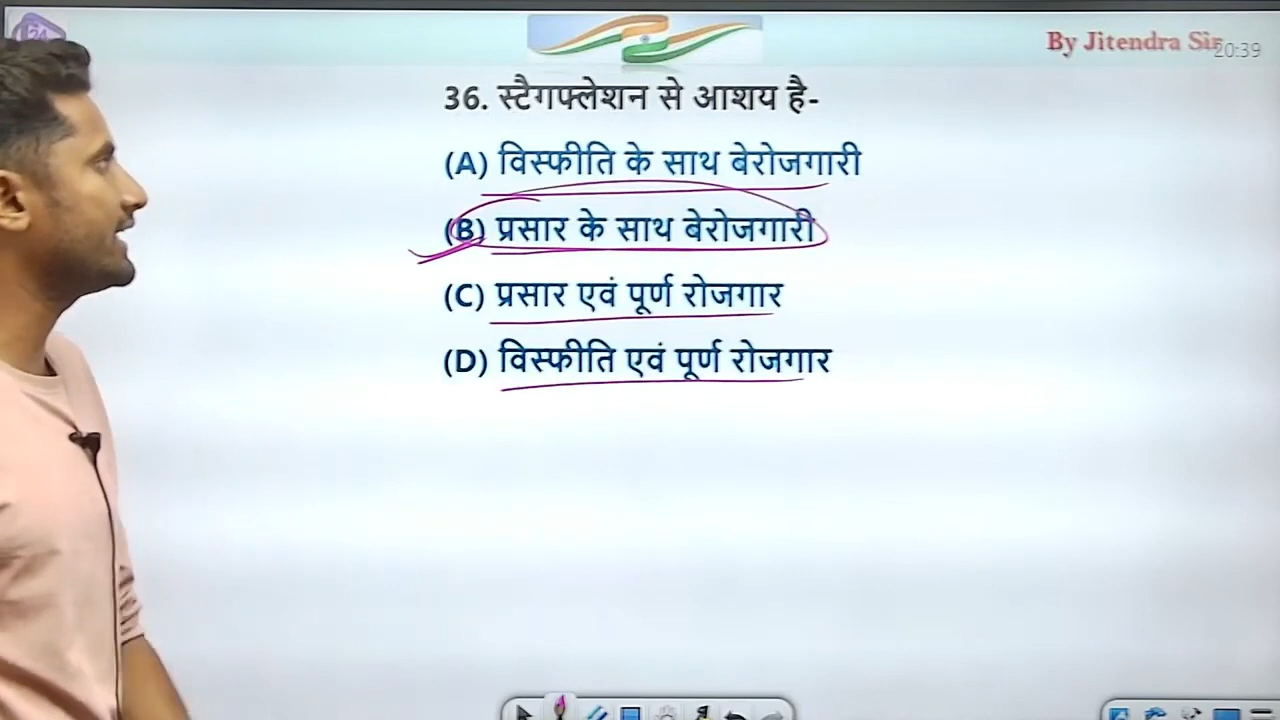 By Jitendra Sir
20:39
36. स्टैगफ्लेशन से आशय है-
(A) विस्फीति के साथ बेरोजगारी
(B) प्रसार के साथ बेरोजगारी
(C) प्रसार एवं पूर्ण रोजगार
(D) विस्फीति एवं पूर्ण रोजगार